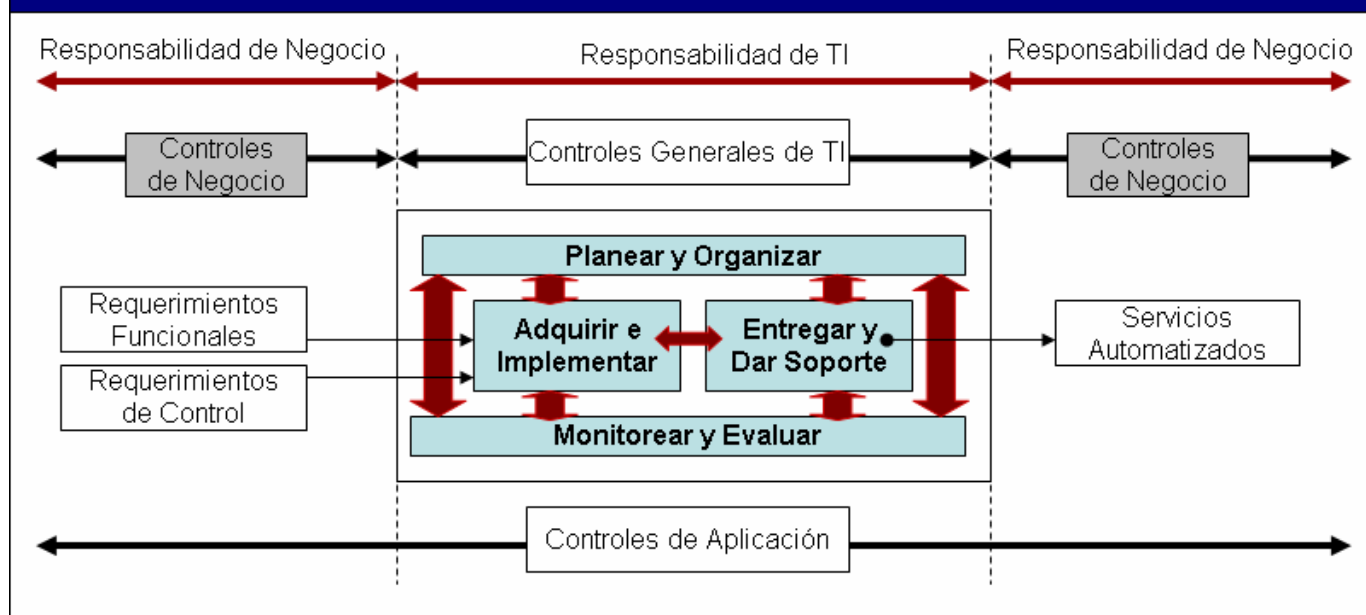 Responsabilidad de Negocio
Responsabilidad de TI
Responsabilidad de Negocio
Controles
de Negocio
Controles Generales de TI
Controles
de Negocio
Planear y Organizar
Requerimientos
Funcionales
Adquirir e
Implementar
Entregar y
Dar Soporte
Servicios
Automatizados
Requerimientos
de Control
Monitorear y Evaluar
Controles de Aplicación